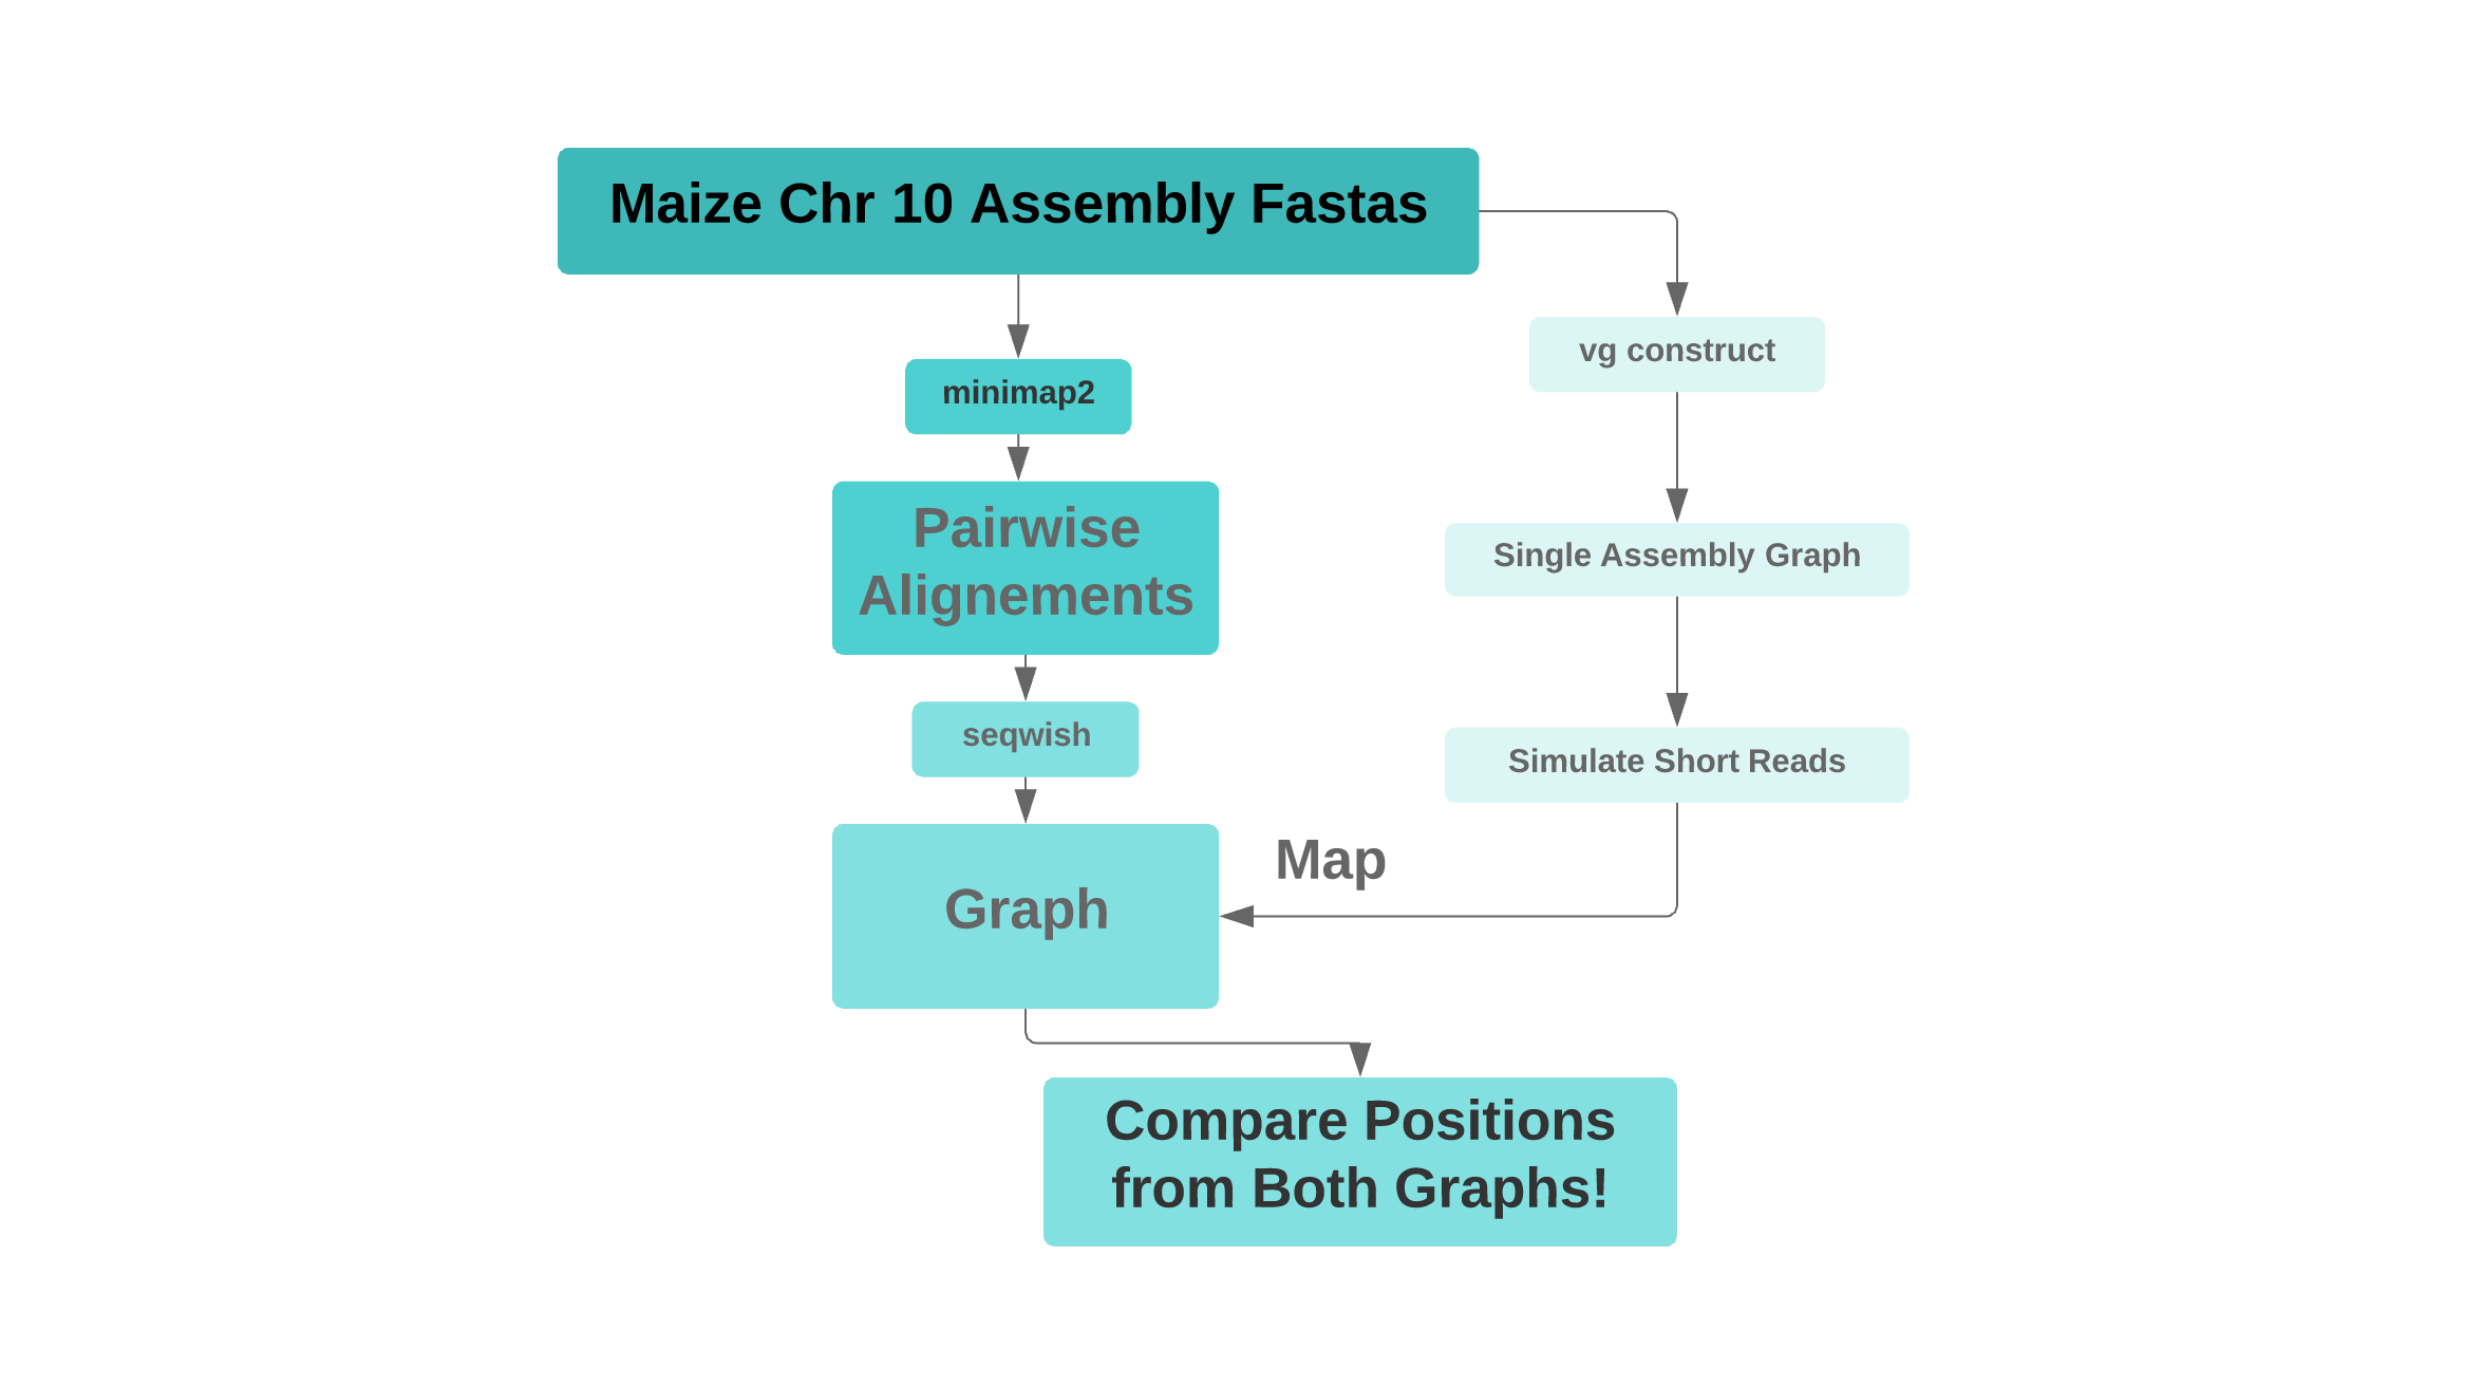 Maize Chr 10 Assembly Fastas
vg construct
minimap2
Pairwise
Alignements
Single Assembly Graph
seqwish
Simulate Short Reads
Map
Graph
Compare Positions
from Both Graphs!